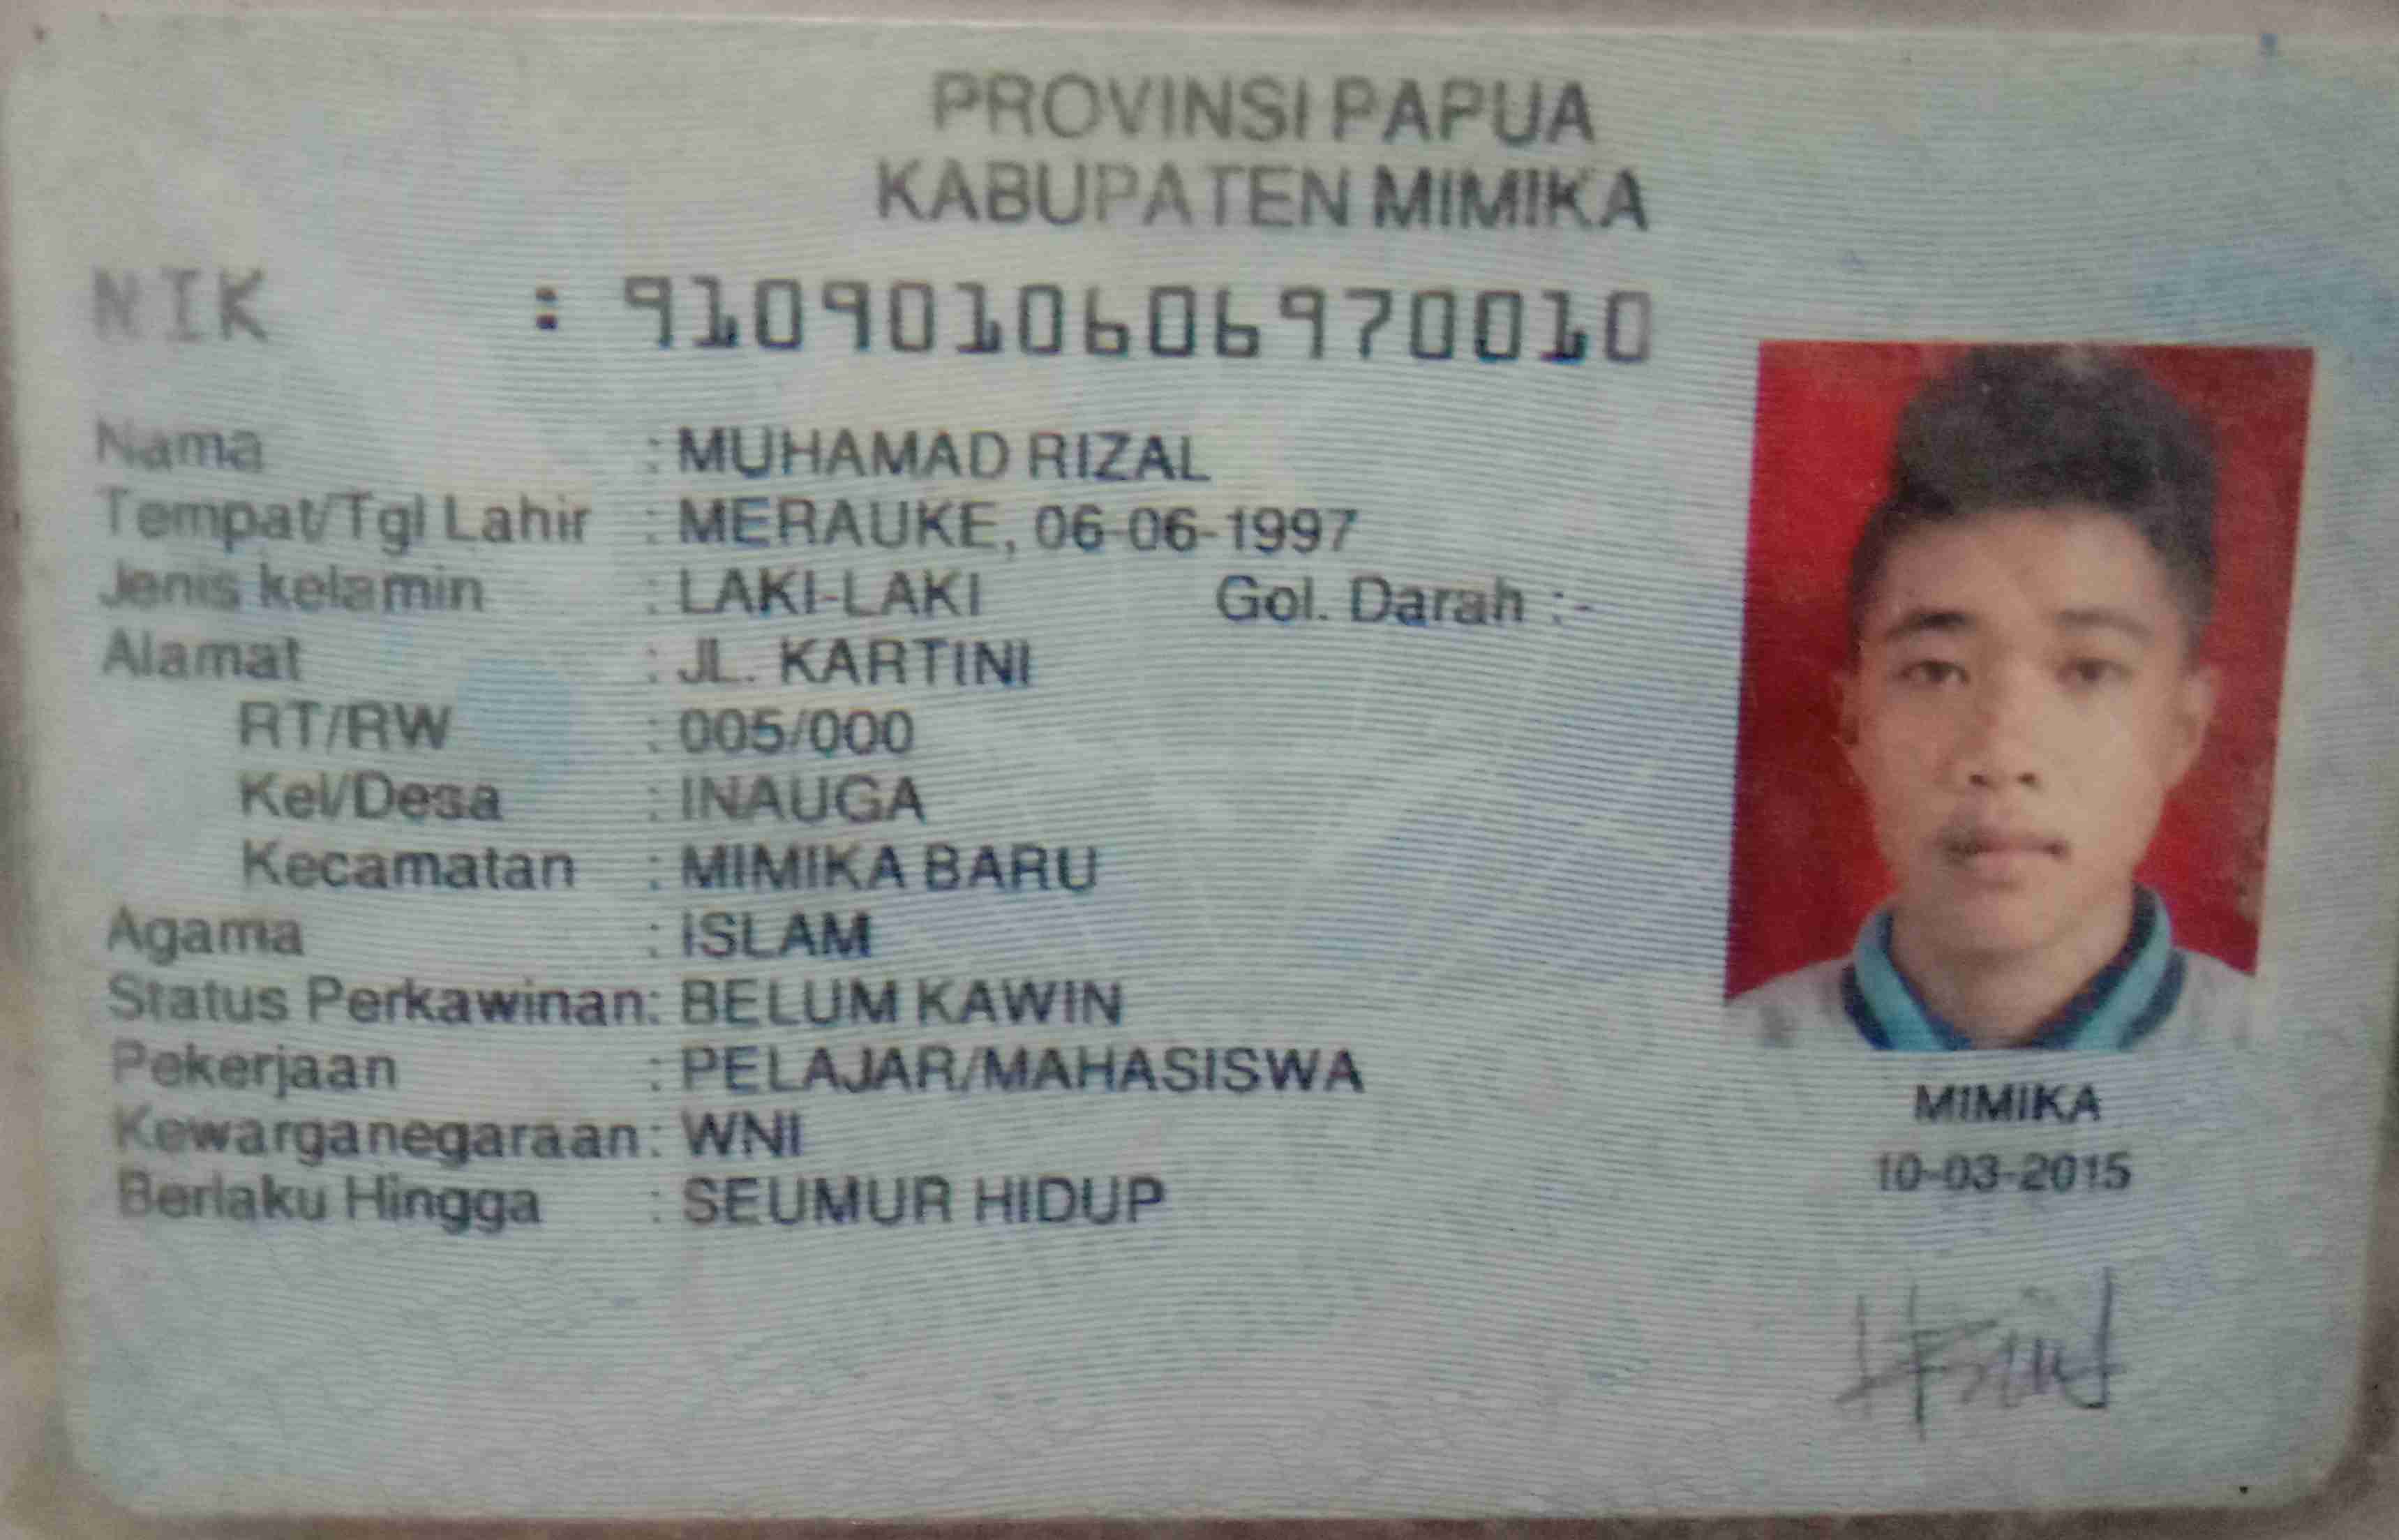 PROVINSI PAPUA
KABUPATEN MIMIKA
NIK : 9109010606970010
Nama : MUHAMAD RIZAL
Tempat/Tgl Lahir : MERAUKE, 06-06-1997
Jenis kelamin : LAKI-LAKI Gol. Darah :-
Alamat : JL. KARTINI
RT/RW : 005/000
Kel/Desa : INAUGA
Kecamatan : MIMIKA BARU
Agama : ISLAM
Status Perkawinan: BELUM KAWIN
Pekerjaan : PELAJAR/MAHASISWA
Kewarganegaraan: WNI
Berlaku Hingga : SEUMUR HIDUP
MIMIKA
10-03-2015